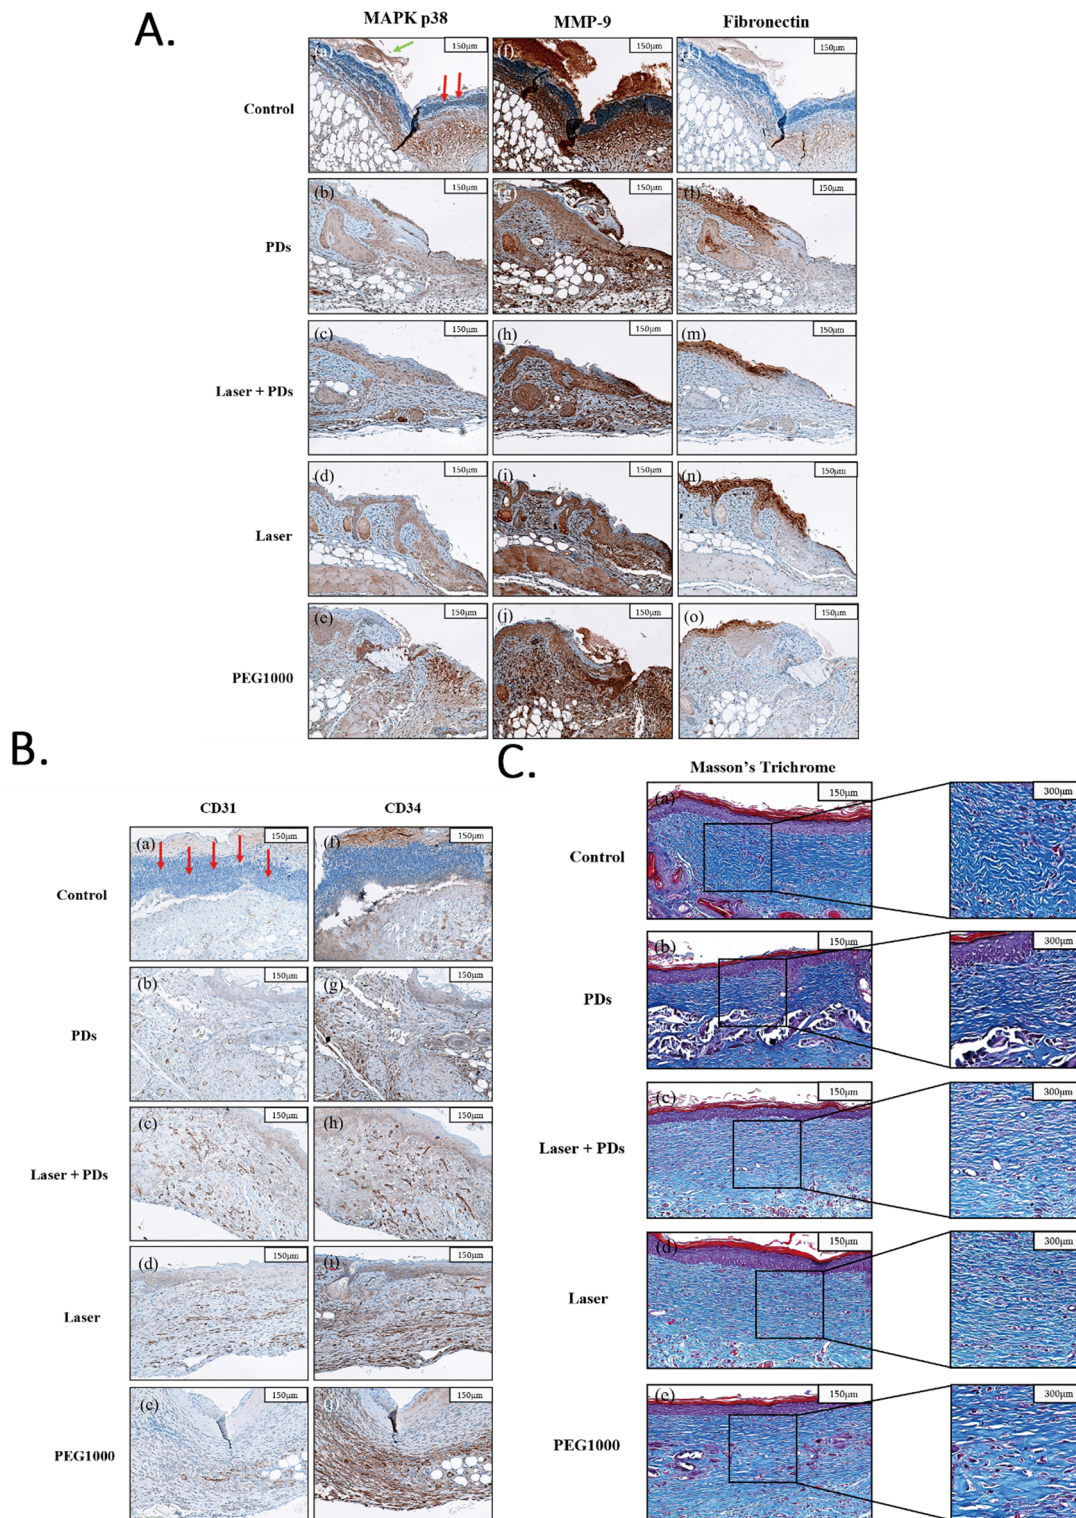 A.
MAPK p38 MMP-9 Fibronectin
Control
(a) 150μm (f) 150μm (k) 150μm
PDs
(b) 150μm (g) 150μm (l) 150μm
Laser + PDs
(c) 150μm (h) 150μm (m) 150μm
Laser
(d) 150μm (i) 150μm (n) 150μm
PEG1000
(e) 150μm (j) 150μm (o) 150μm
B.
CD31 CD34
Control
(a) 150μm (f) 150μm
PDs
(b) 150μm (g) 150μm
Laser + PDs
(c) 150μm (h) 150μm
Laser
(d) 150μm (i) 150μm
PEG1000
(e) 150μm (j) 150μm
C.
Masson's Trichrome
Control
(a) 150μm 300μm
PDs
(b) 150μm 300μm
Laser + PDs
(c) 150μm 300μm
Laser
(d) 150μm 300μm
PEG1000
(e) 150μm 300μm